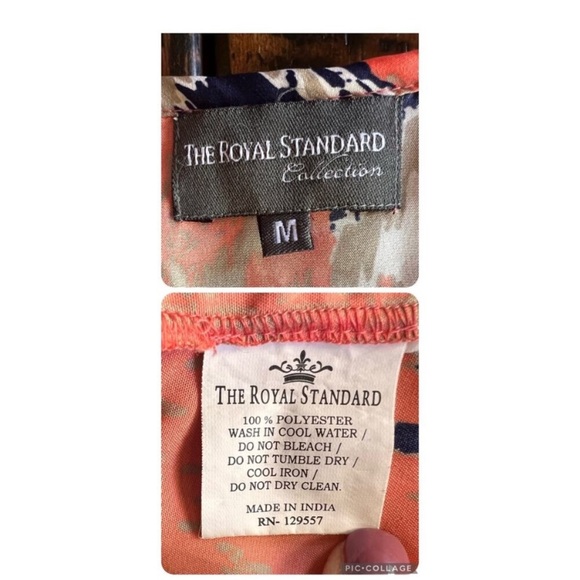 THE ROYAL STANDARD
Collection
M
THE ROYAL STANDARD
100 % POLYESTER
WASH IN COOL WATER /
DO NOT BLEACH /
DO NOT TUMBLE DRY /
COOL IRON /
DO NOT DRY CLEAN.
MADE IN INDIA
RN- 129557
PIC•COLLAGE